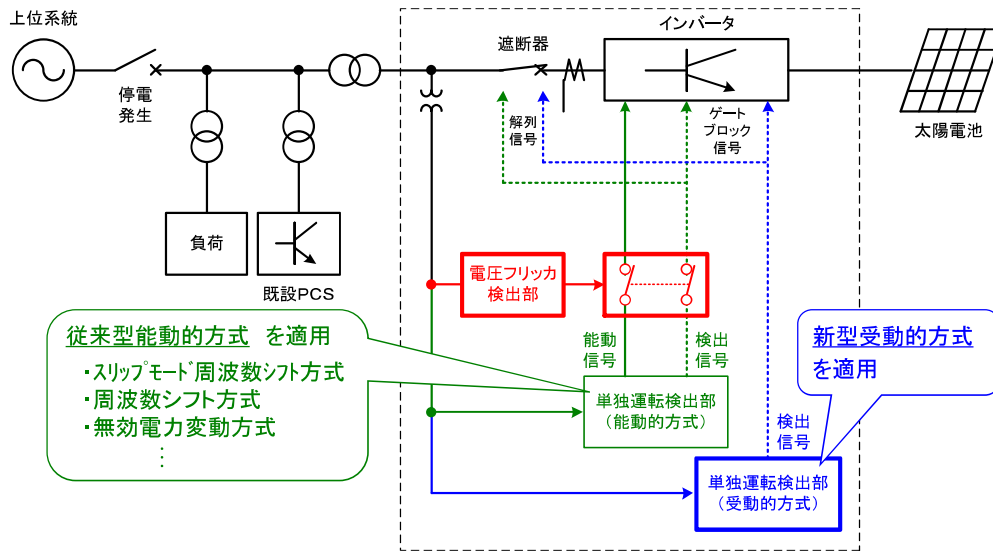 上位系統
停電
発生
負荷
既設PCS
遮断器
インバータ
解列
信号
ゲート
ブロック
信号
太陽電池
電圧フリッカ
検出部
能動
信号
検出
信号
従来型能動的方式 を適用
・スリップモード周波数シフト方式
・周波数シフト方式
・無効電力変動方式
⋮
単独運転検出部
(能動的方式)
新型受動的方式
を適用
検出
信号
単独運転検出部
(受動的方式)